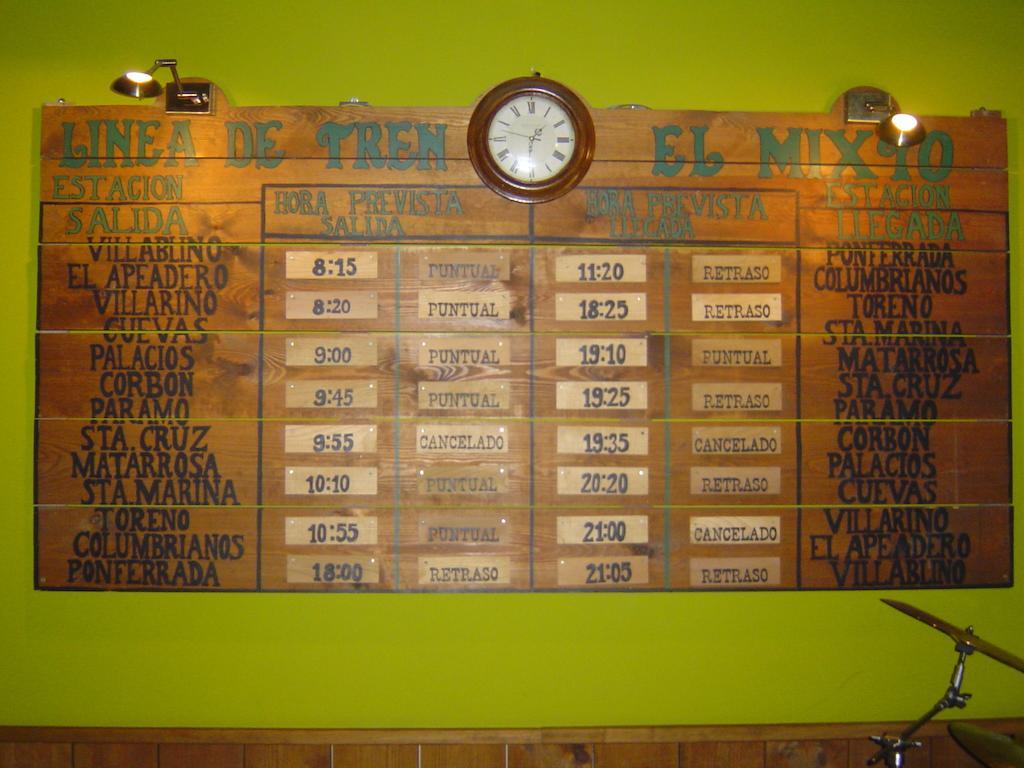 LINEA DE TREN EL MIXTO
ESTACION SALIDA
HORA PREVISTA SALIDA
HORA PREVISTA LLEGADA
ESTACION LLEGADA
VILLABLINO
EL APEADERO
VILLARINO
CUEVAS
PALACIOS
CORBON
PARAMO
STA. CRUZ
MATARROSA
STA. MARINA
TORENO
COLUMBRIANOS
PONFERRADA
8:15 PUNTUAL 11:20 RETRASO
8:20 PUNTUAL 18:25 RETRASO
9:00 PUNTUAL 19:10 PUNTUAL
9:45 PUNTUAL 19:25 RETRASO
9:55 CANCELADO 19:35 CANCELADO
10:10 PUNTUAL 20:20 RETRASO
10:55 PUNTUAL 21:00 CANCELADO
18:00 RETRASO 21:05 RETRASO
PONFERRADA
COLUMBRIANOS
TORENO
STA. MARINA
MATARROSA
STA. CRUZ
PARAMO
CORBON
PALACIOS
CUEVAS
VILLARINO
EL APEADERO
VILLABLINO